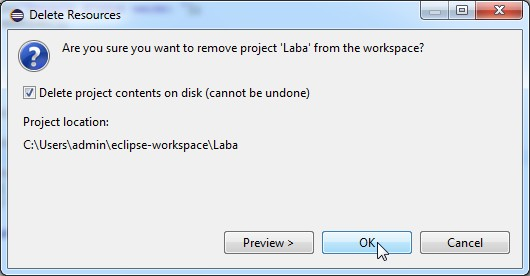 Delete Resources
Are you sure you want to remove project 'Laba' from the workspace?
Delete project contents on disk (cannot be undone)
Project location:
C:\Users\admin\eclipse-workspace\Laba
Preview > OK Cancel